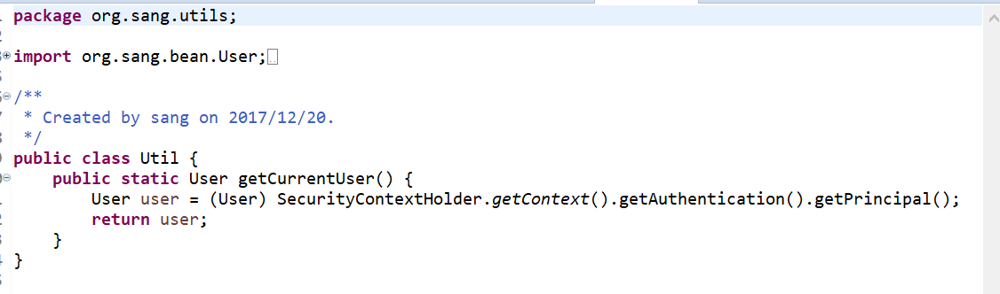 package org.sang.utils;
import org.sang.bean.User;
/**
 * Created by sang on 2017/12/20.
 */
public class Util {
    public static User getCurrentUser() {
        User user = (User) SecurityContextHolder.getContext().getAuthentication().getPrincipal();
        return user;
    }
}